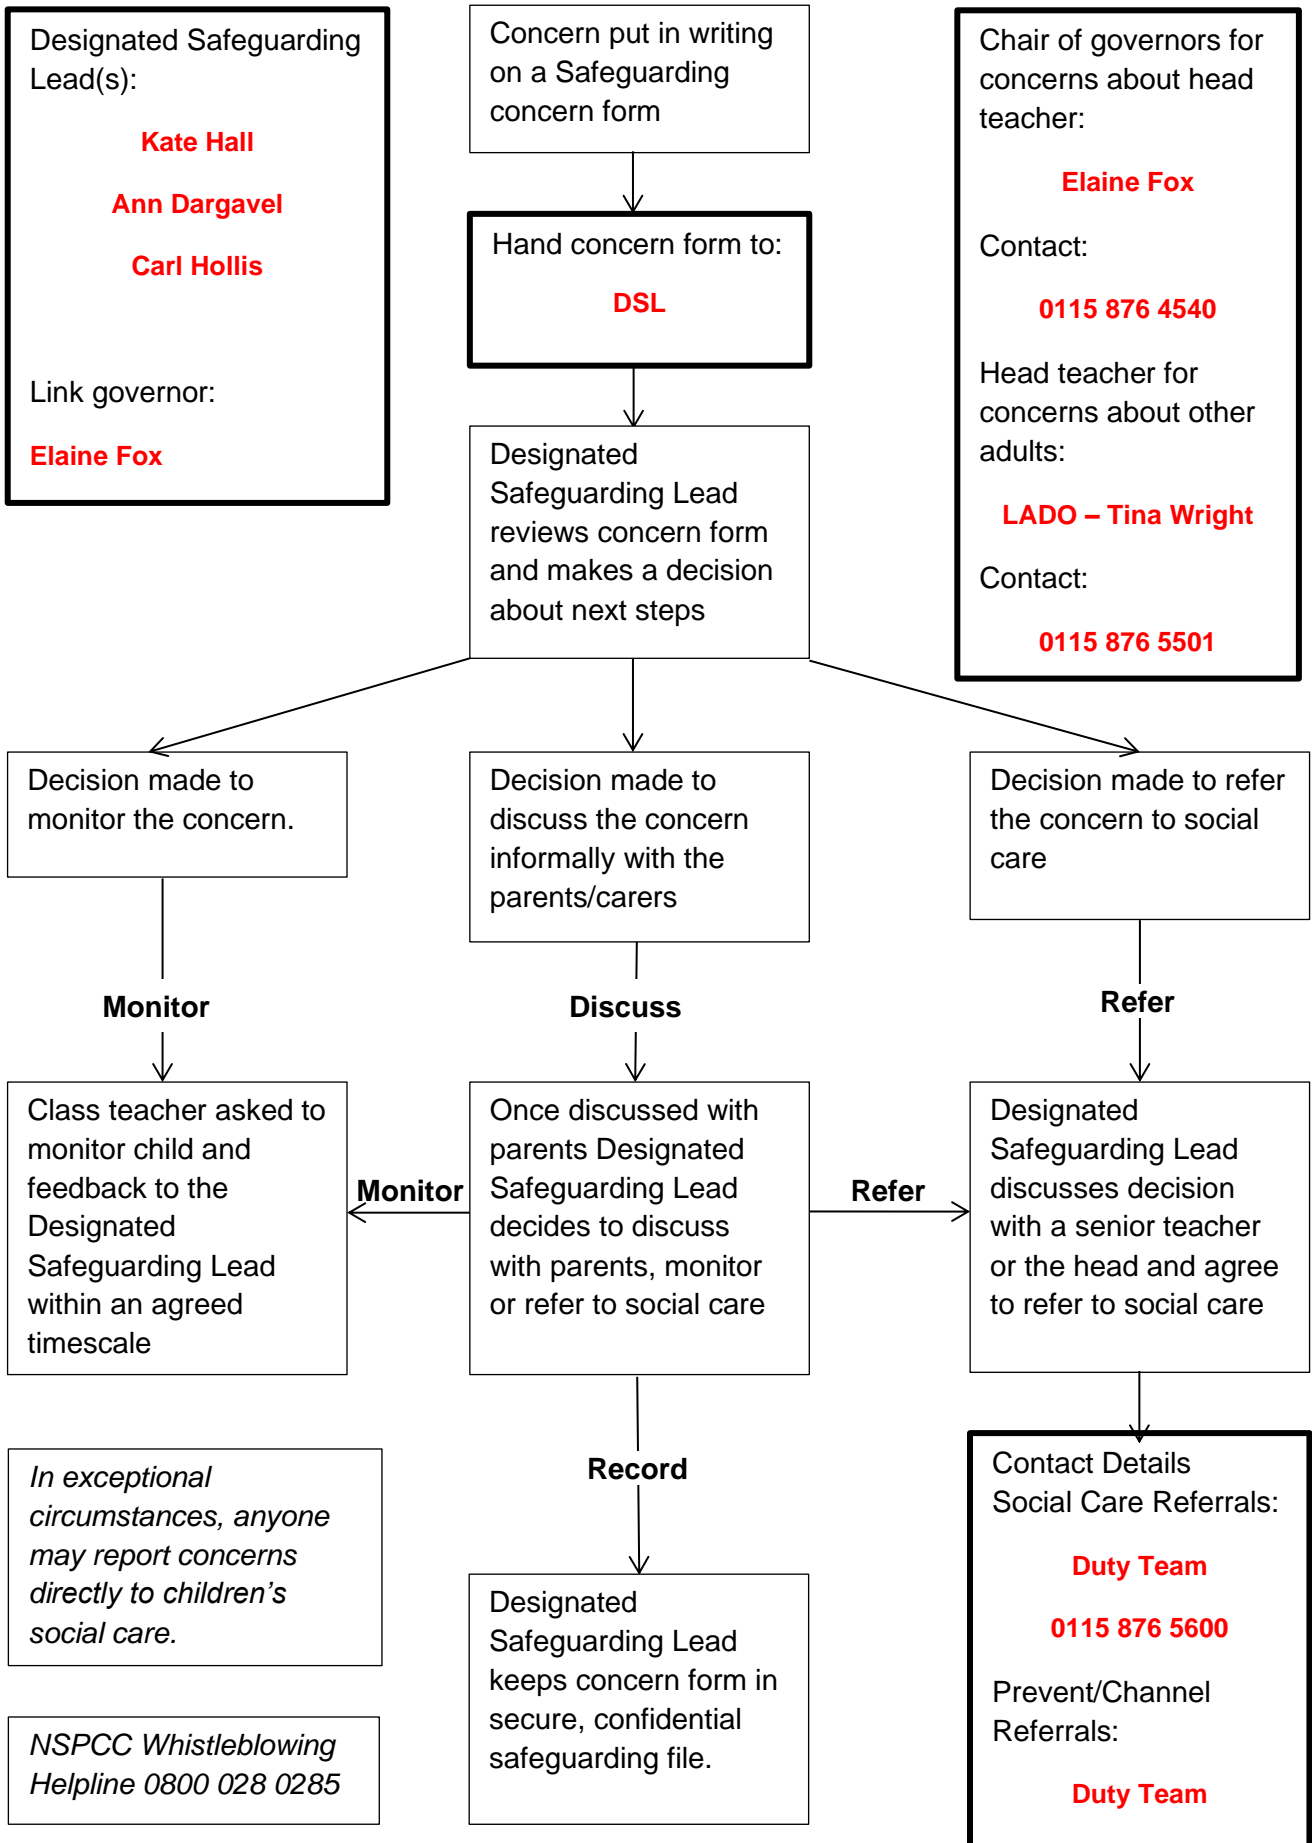 Designated Safeguarding
Lead(s):
Kate Hall
Ann Dargavel
Carl Hollis
Link governor:
Elaine Fox
Concern put in writing
on a Safeguarding
concern form
Hand concern form to:
DSL
Designated
Safeguarding Lead
reviews concern form
and makes a decision
about next steps
Chair of governors for
concerns about head
teacher:
Elaine Fox
Contact:
0115 876 4540
Head teacher for
concerns about other
adults:
LADO – Tina Wright
Contact:
0115 876 5501
Decision made to
monitor the concern.
Decision made to
discuss the concern
informally with the
parents/carers
Decision made to refer
the concern to social
care
Monitor
Discuss
Refer
Class teacher asked to
monitor child and
feedback to the
Designated
Safeguarding Lead
within an agreed
timescale
Monitor
Once discussed with
parents Designated
Safeguarding Lead
decides to discuss
with parents, monitor
or refer to social care
Refer
Designated
Safeguarding Lead
discusses decision
with a senior teacher
or the head and agree
to refer to social care
In exceptional
circumstances, anyone
may report concerns
directly to children’s
social care.
NSPCC Whistleblowing
Helpline 0800 028 0285
Record
Designated
Safeguarding Lead
keeps concern form in
secure, confidential
safeguarding file.
Contact Details
Social Care Referrals:
Duty Team
0115 876 5600
Prevent/Channel
Referrals:
Duty Team